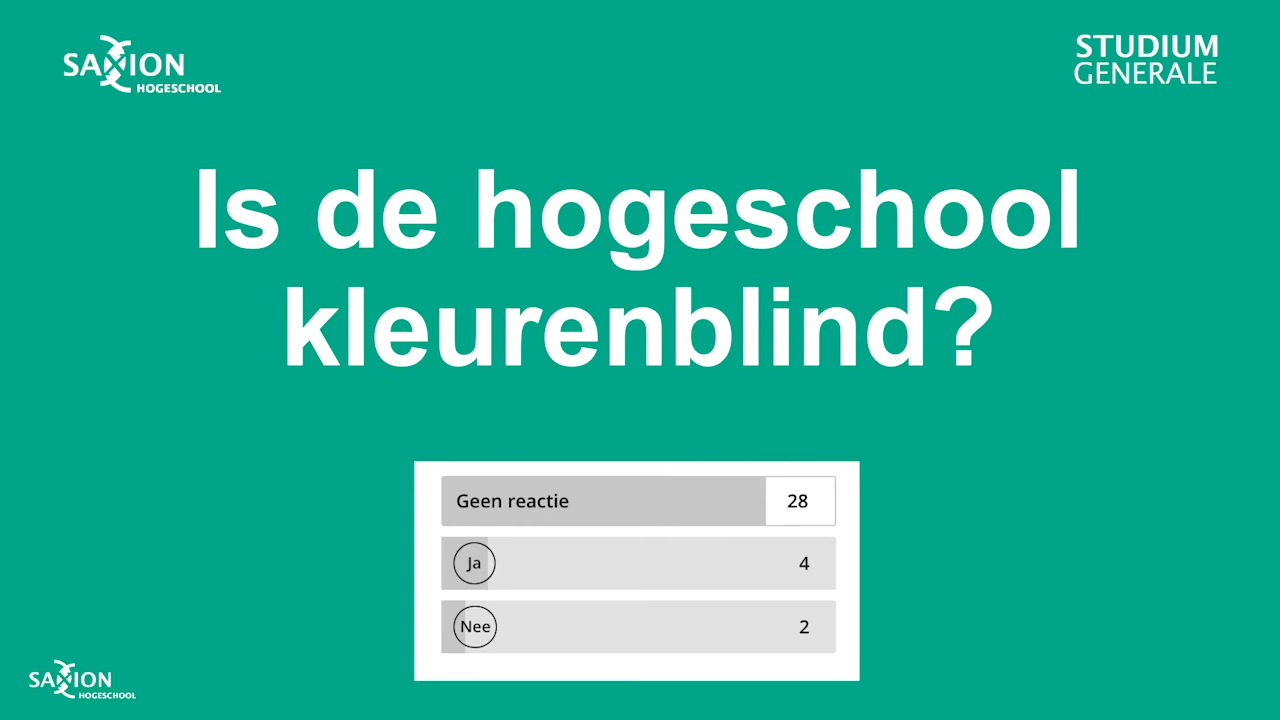 SAXION
HOGESCHOOL
STUDIUM
GENERALE
Is de hogeschool
kleurenblind?
Geen reactie 28
Ja 4
Nee 2
SAXION
HOGESCHOOL